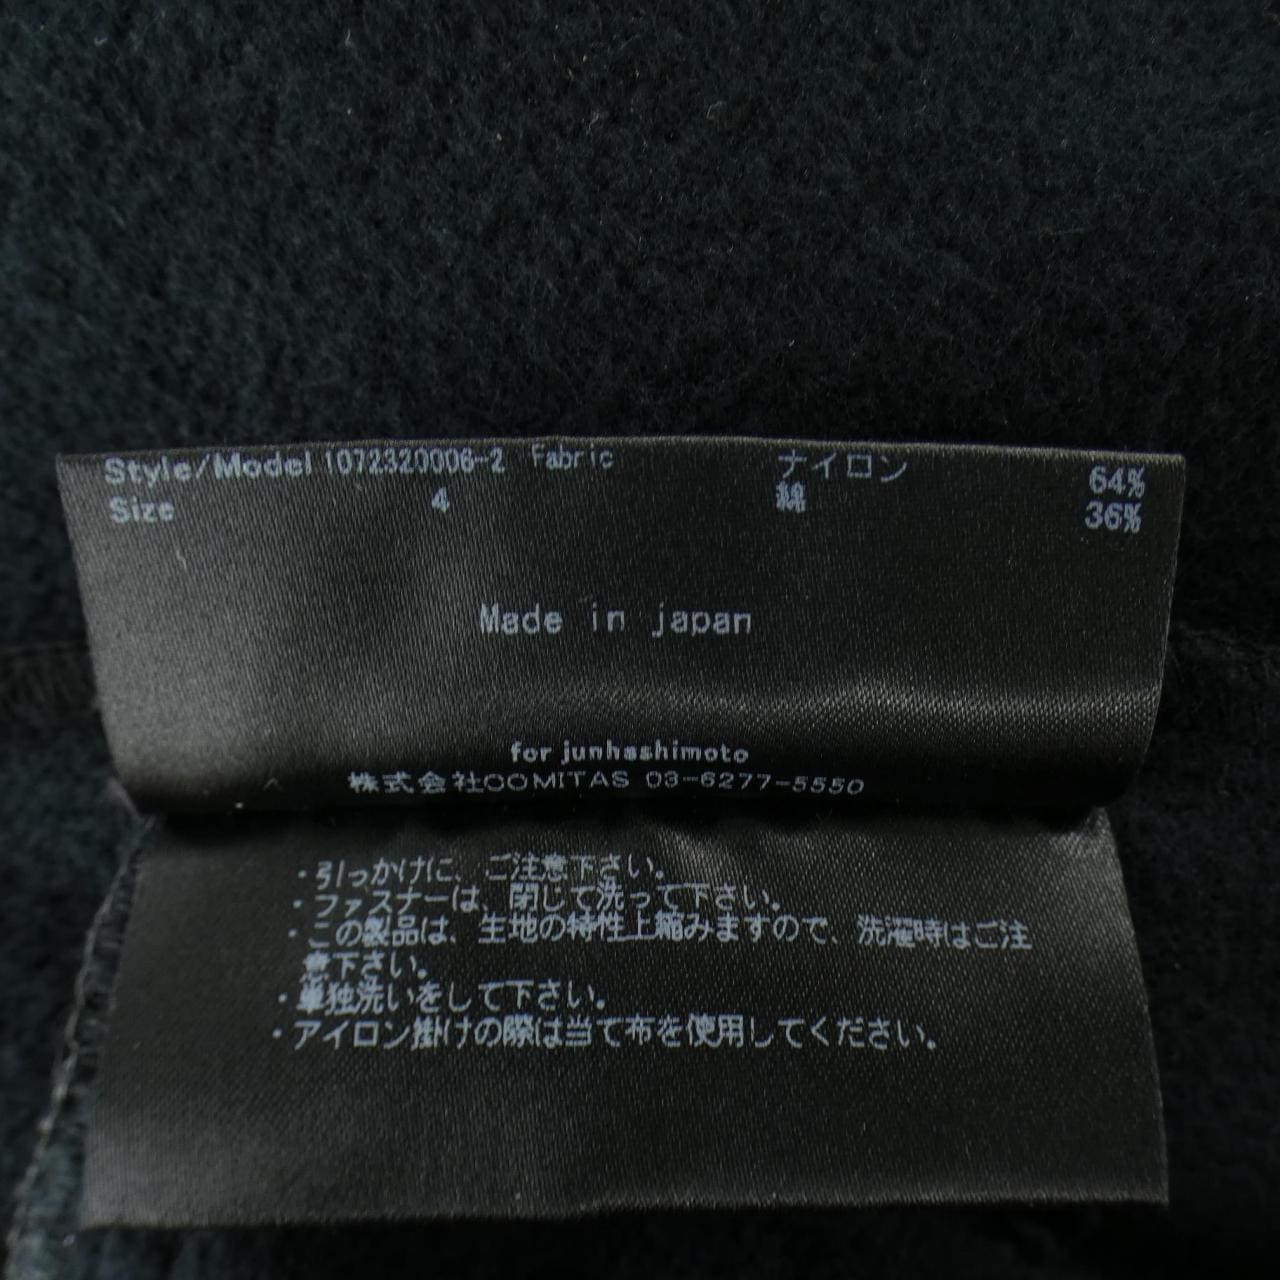 Style/Model 1072320006-2 Fabric ナイロン 64%
Size 4 綿 36%
Made in japan
for junhashimoto
株式会社COMITAS 03-6277-5550
・引っかけに、ご注意下さい。
・ファスナーは、閉じて洗って下さい。
・この製品は、生地の特性上縮みますので、洗濯時はご注
意下さい。
・単独洗いをして下さい。
・アイロン掛けの際は当て布を使用してください。